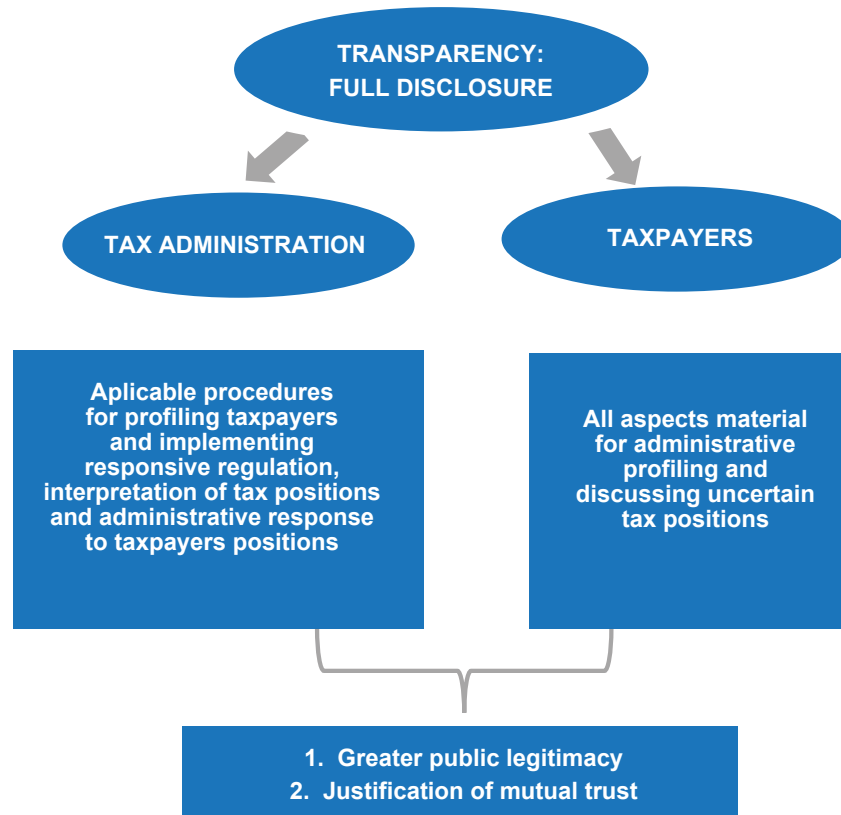 TRANSPARENCY:
FULL DISCLOSURE
TAX ADMINISTRATION
TAXPAYERS
Aplicable procedures
for profiling taxpayers
and implementing
responsive regulation,
interpretation of tax positions
and administrative response
to taxpayers positions
All aspects material
for administrative
profiling and
discussing uncertain
tax positions
1. Greater public legitimacy
2. Justification of mutual trust